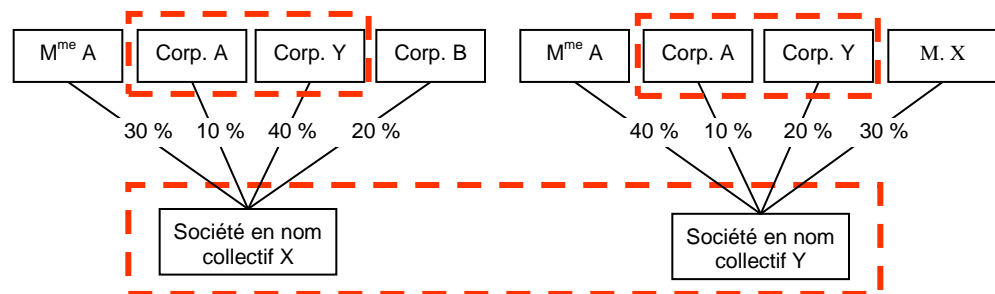 Mme A Corp. A Corp. Y Corp. B Mme A Corp. A Corp. Y M. X
30 % 10 % 40 % 20 % 40 % 10 % 20 % 30 %
Société en nom
collectif X
Société en nom
collectif Y